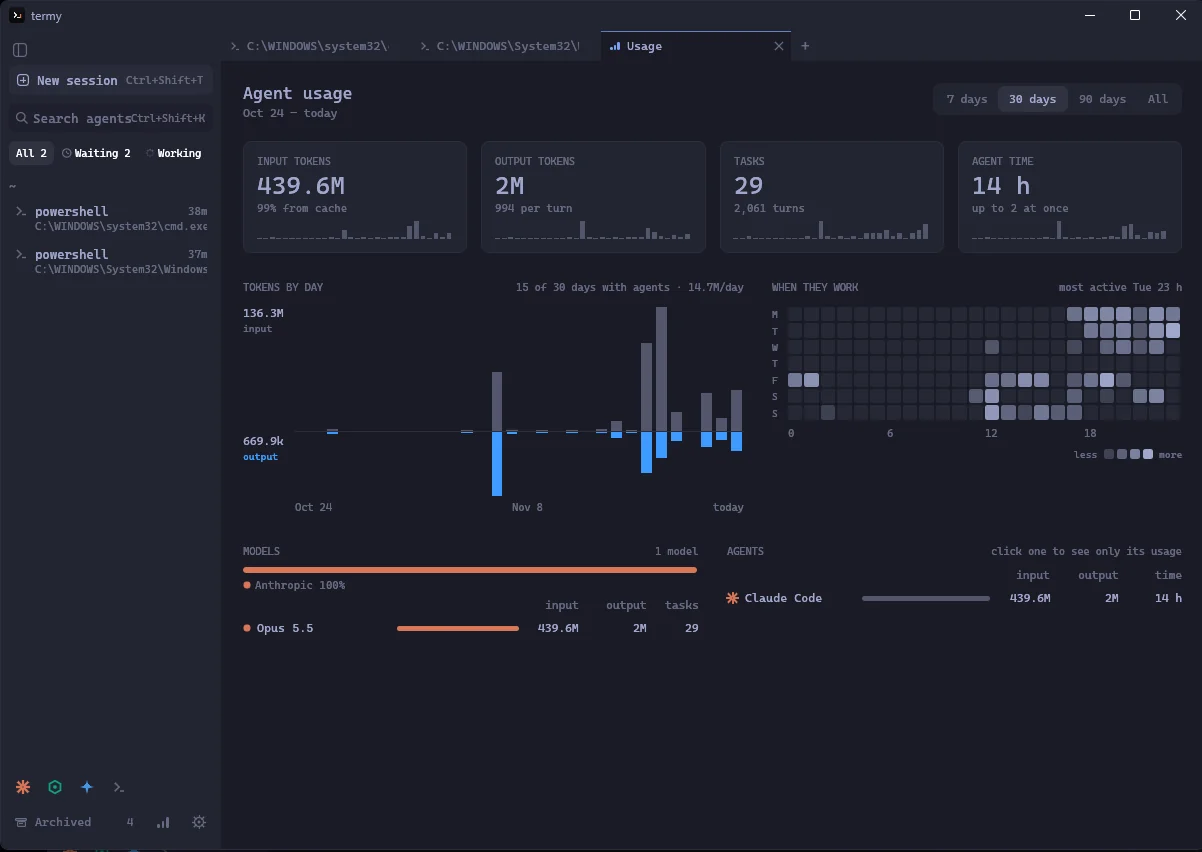 termy
C:\WINDOWS\system32\
C:\WINDOWS\System32\
Usage
New session Ctrl+Shift+T
Search agents Ctrl+Shift+K
All 2 Waiting 2 Working
~
powershell 38m
C:\WINDOWS\system32\cmd.exe
powershell 37m
C:\WINDOWS\System32\Windows
Archived 4
Agent usage
Oct 24 — today
7 days 30 days 90 days All
INPUT TOKENS
439.6M
99% from cache
OUTPUT TOKENS
2M
994 per turn
TASKS
29
2,061 turns
AGENT TIME
14 h
up to 2 at once
TOKENS BY DAY 15 of 30 days with agents · 14.7M/day
136.3M
input
669.9k
output
Oct 24 Nov 8 today
WHEN THEY WORK most active Tue 23 h
M
T
W
T
F
S
S
0 6 12 18
less more
MODELS 1 model
Anthropic 100%
input output tasks
Opus 5.5 439.6M 2M 29
AGENTS click one to see only its usage
input output time
Claude Code 439.6M 2M 14 h